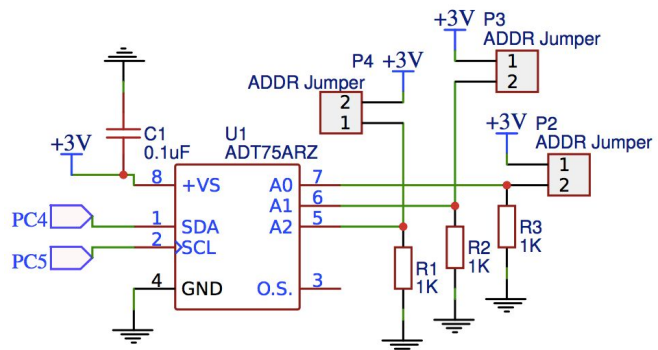 +3V
P3
ADDR Jumper
1
2
P4
+3V
ADDR Jumper
2
1
+3V
P2
ADDR Jumper
1
2
C1
0.1uF
+3V
U1
ADT75ARZ
8
+VS
A0
7
A1
6
PC4
1
SDA
A2
5
PC5
2
SCL
4
GND
O.S.
3
R1
1K
R2
1K
R3
1K